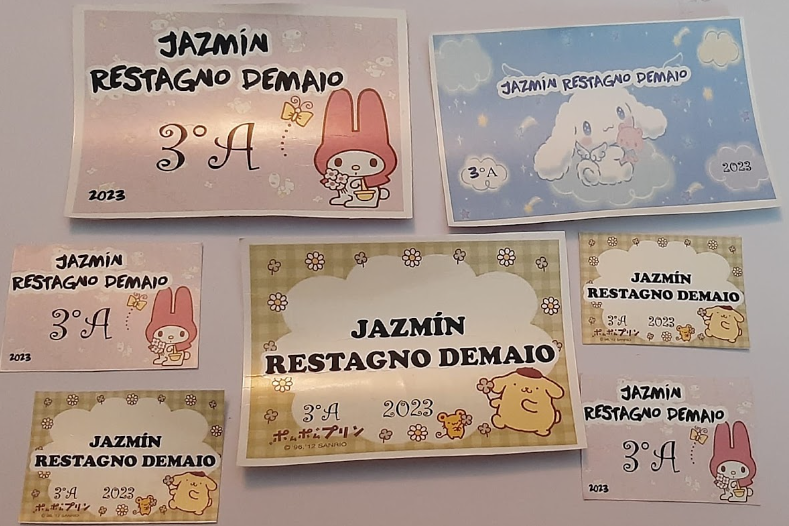 JAZMÍN
RESTAGNO DEMAIO
3°A
2023
JAZMÍN RESTAGNO DEMAIO
3°A
2023
JAZMÍN
RESTAGNO DEMAIO
3°A
2023
JAZMÍN
RESTAGNO DEMAIO
3°A 2023
ポムポムプリン
© '96, '12 SANRIO
JAZMÍN
RESTAGNO DEMAIO
3°A 2023
ポムポムプリン
JAZMÍN
RESTAGNO DEMAIO
3°A 2023
ポムポムプリン
JAZMÍN
RESTAGNO DEMAIO
3°A
2023